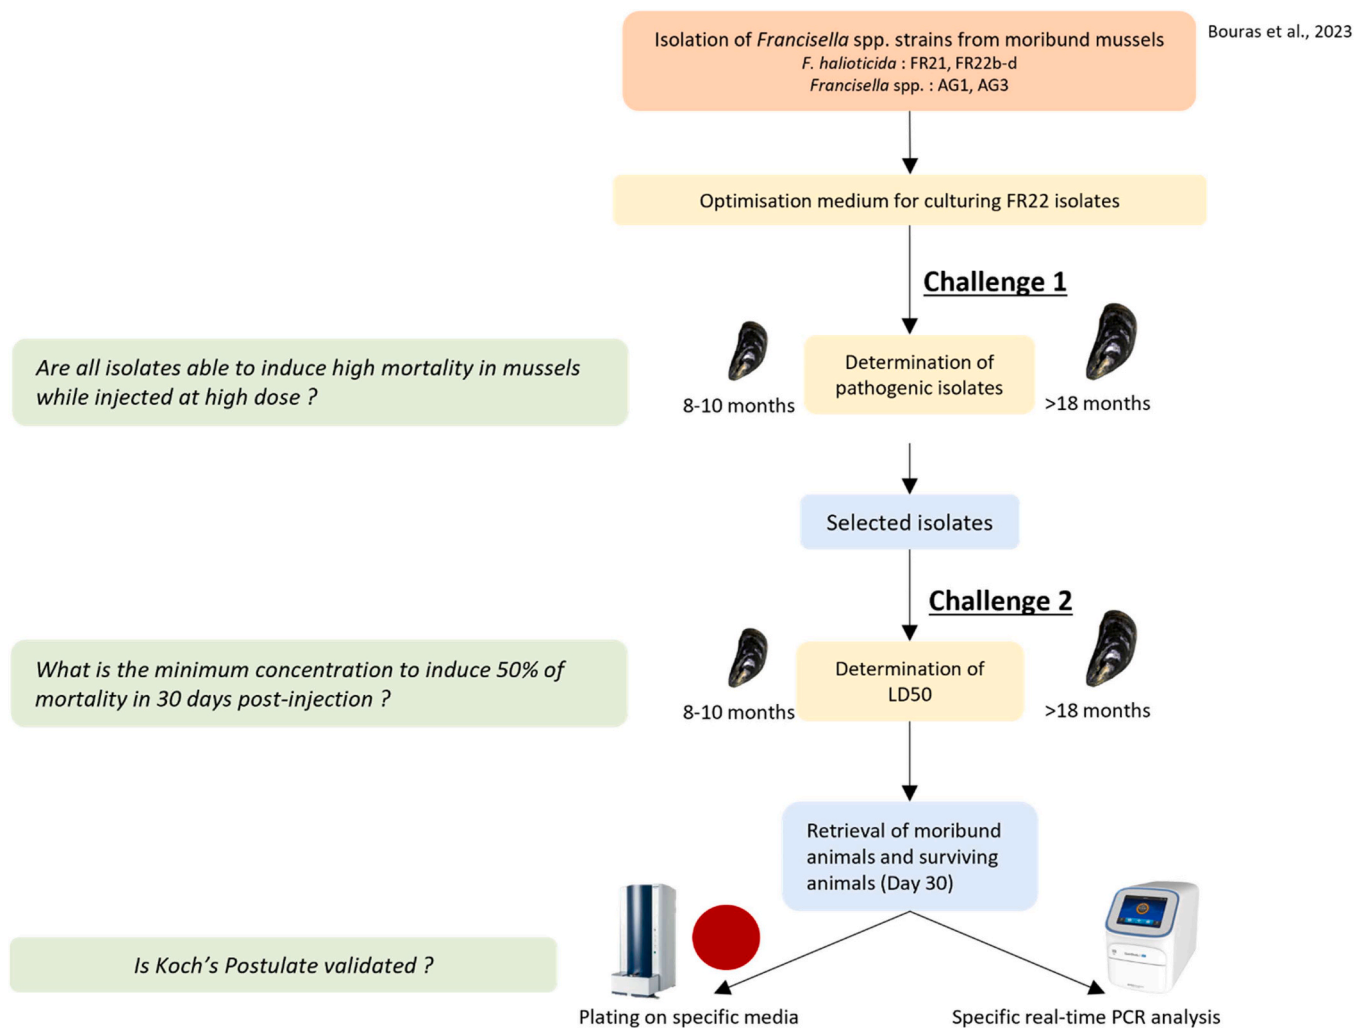 Isolation of Francisella spp. strains from moribund mussels
F. halioticida : FR21, FR22b-d
Francisella spp. : AG1, AG3
Bouras et al., 2023
Optimisation medium for culturing FR22 isolates
Challenge 1
Are all isolates able to induce high mortality in mussels
while injected at high dose ?
8-10 months
Determination of
pathogenic isolates
>18 months
Selected isolates
Challenge 2
What is the minimum concentration to induce 50% of
mortality in 30 days post-injection ?
8-10 months
Determination of
LD50
>18 months
Retrieval of moribund
animals and surviving
animals (Day 30)
Is Koch’s Postulate validated ?
Plating on specific media
Specific real-time PCR analysis